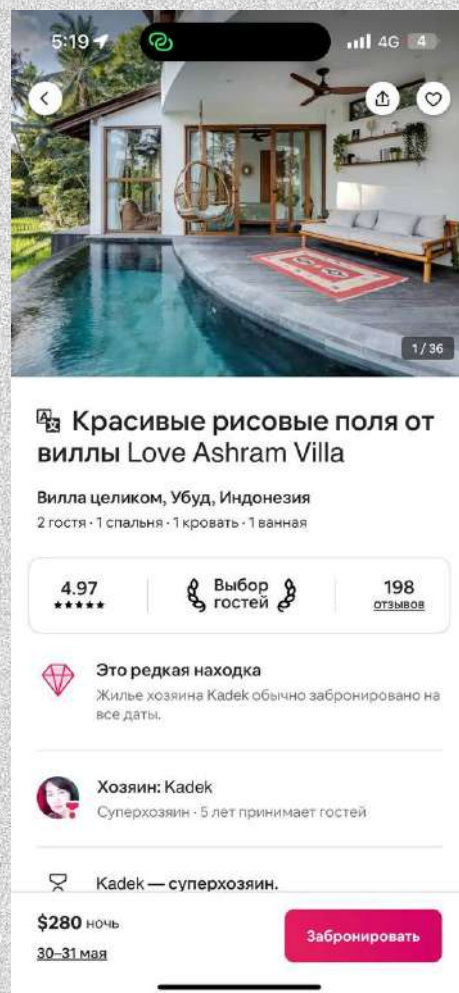 5:19
4G 4
1 / 36
Красивые рисовые поля от
виллы Love Ashram Villa
Вилла целиком, Убуд, Индонезия
2 гостя · 1 спальня · 1 кровать · 1 ванная
4.97
Выбор
гостей
198
отзывов
Это редкая находка
Жилье хозяина Kadek обычно забронировано на
все даты.
Хозяин: Kadek
Суперхозяин · 5 лет принимает гостей
Kadek — суперхозяин.
$280 ночь
30–31 мая
Забронировать